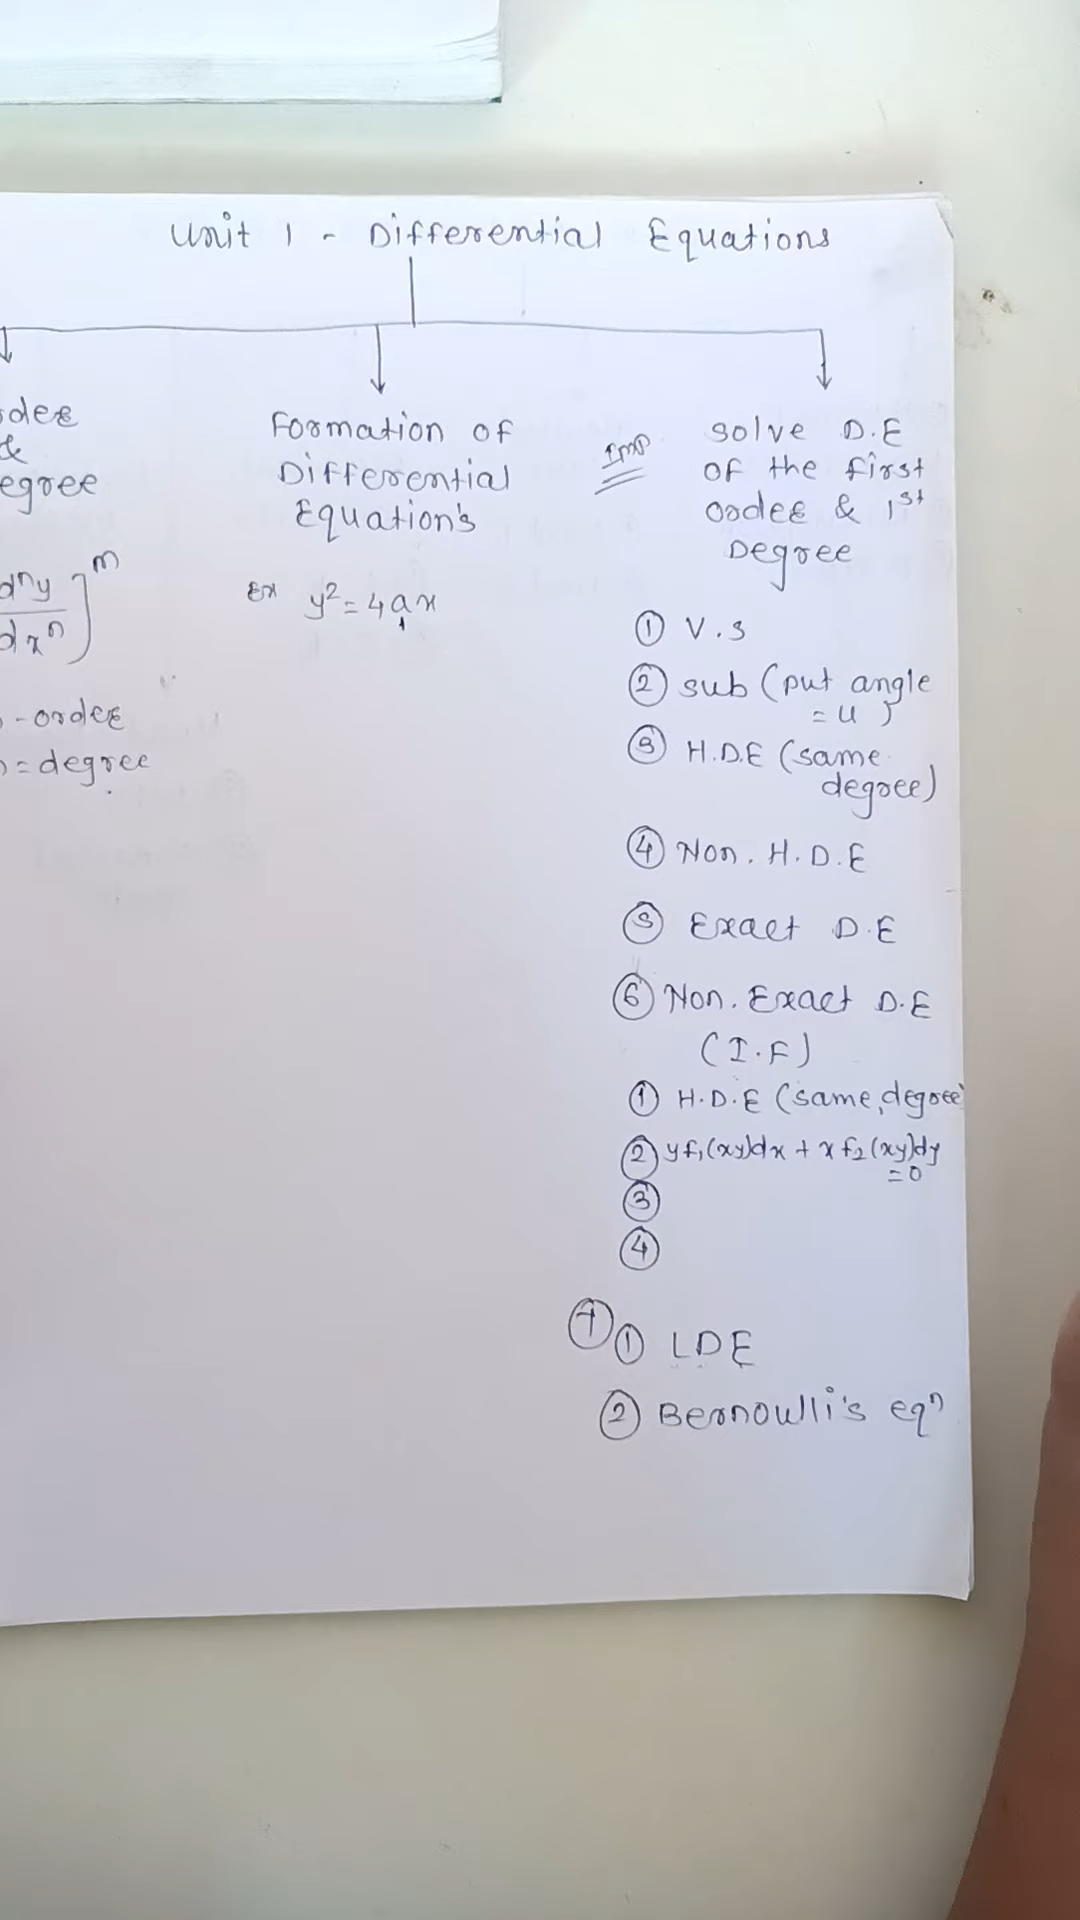 Unit 1 - Differential Equations
&
egree
dⁿy
dxⁿ
]ᵐ
-order
= degree
Formation of
Differential
Equation's
Ex y² = 4ax
Imp
solve D.E
of the first
order & 1st
Degree
① V.S
② sub (put angle
= u)
③ H.D.E (same
degree)
④ Non. H.D.E
⑤ Exact D.E
⑥ Non. Exact D.E
(I.F)
① H.D.E (same, degree)
② yf₁(xy)dx + xf₂(xy)dy
= 0
③
④
⑦ ① LDE
② Bernoulli's eqⁿ